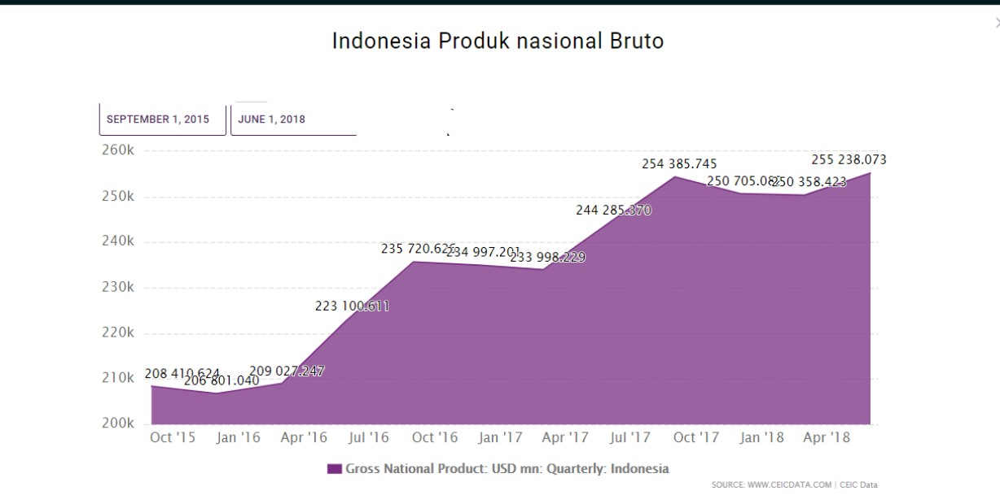 Indonesia Produk nasional Bruto
SEPTEMBER 1, 2015
JUNE 1, 2018
260k
250k
240k
230k
220k
210k
200k
208 410.624
206 801.040
209 027.247
223 100.611
235 720.626
234 997.201
233 998.229
244 285.370
254 385.745
250 705.082
250 358.423
255 238.073
Oct '15
Jan '16
Apr '16
Jul '16
Oct '16
Jan '17
Apr '17
Jul '17
Oct '17
Jan '18
Apr '18
Gross National Product: USD mn: Quarterly: Indonesia
SOURCE: WWW.CEICDATA.COM | CEIC Data